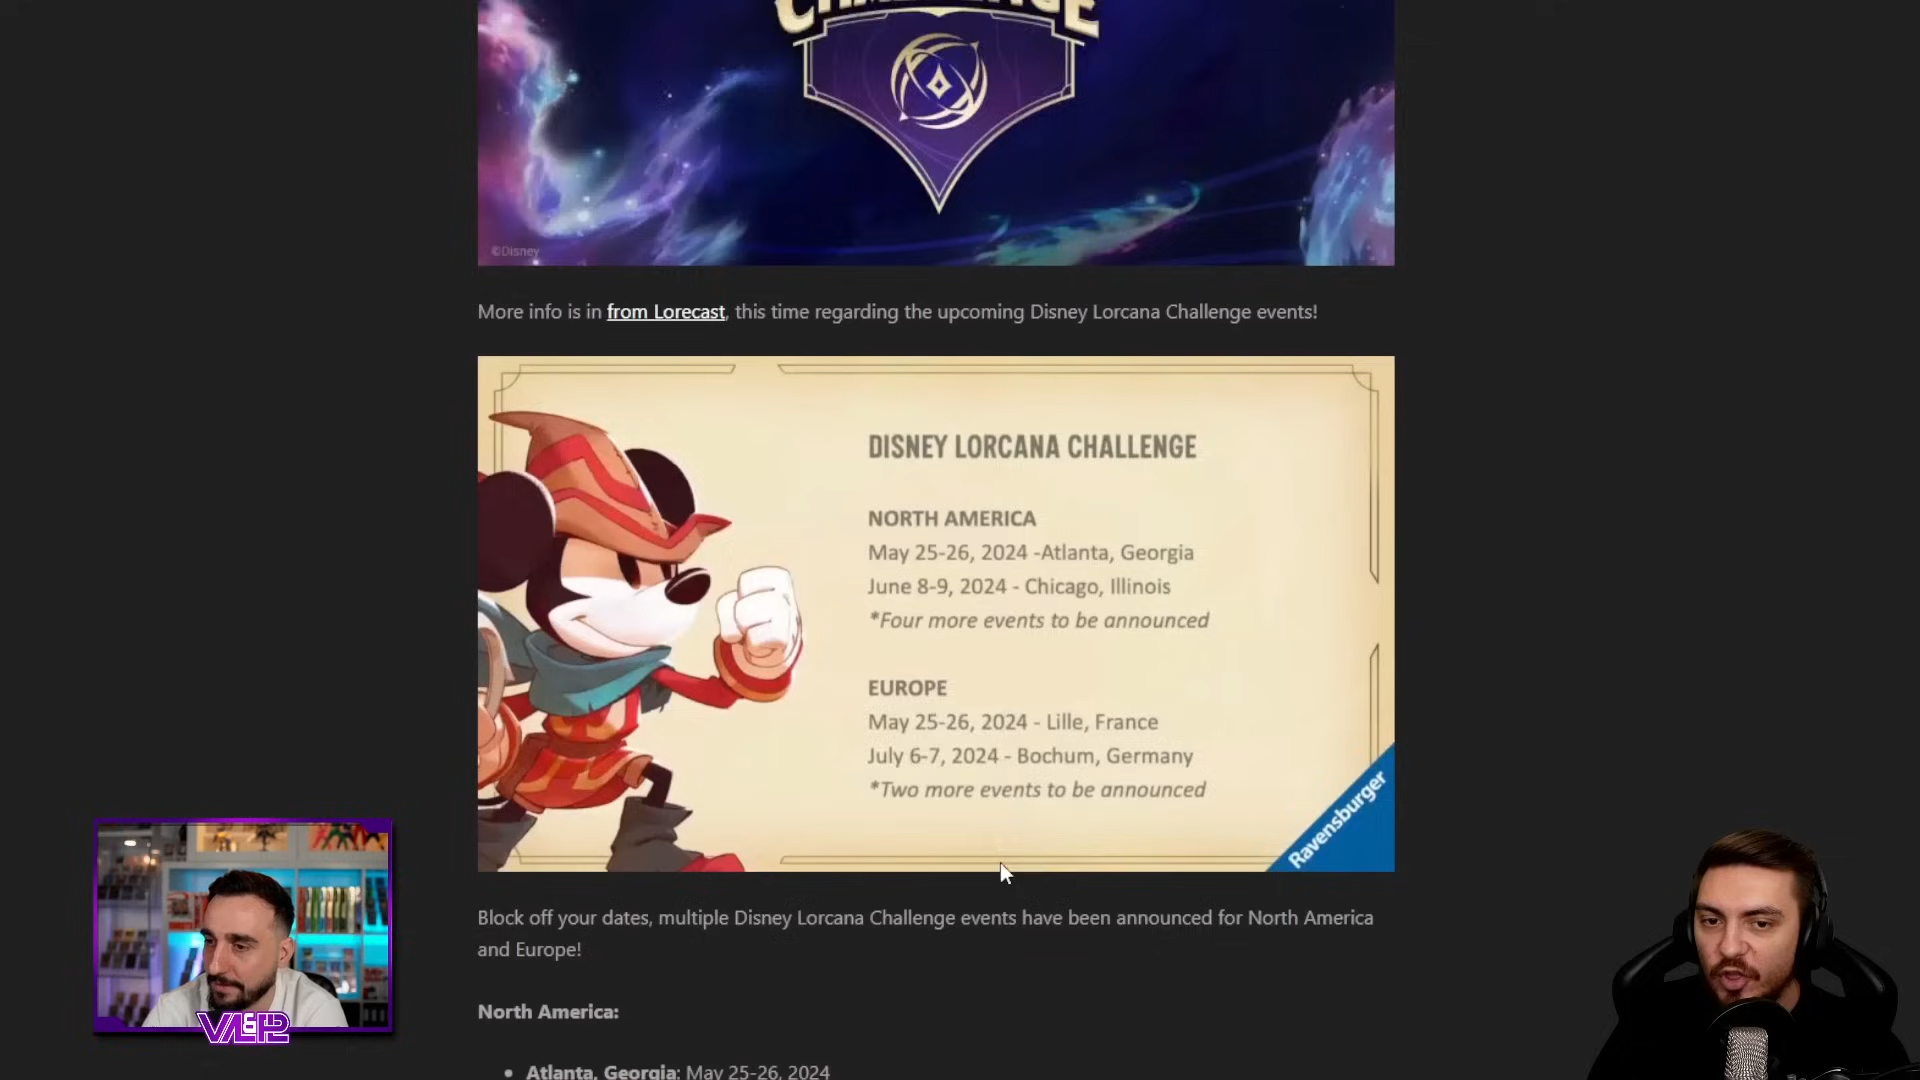 CHALLENGE
©Disney
More info is in from Lorecast, this time regarding the upcoming Disney Lorcana Challenge events!
DISNEY LORCANA CHALLENGE
NORTH AMERICA
May 25-26, 2024 -Atlanta, Georgia
June 8-9, 2024 - Chicago, Illinois
*Four more events to be announced
EUROPE
May 25-26, 2024 - Lille, France
July 6-7, 2024 - Bochum, Germany
*Two more events to be announced
Ravensburger
Block off your dates, multiple Disney Lorcana Challenge events have been announced for North America
and Europe!
North America:
• Atlanta, Georgia: May 25-26, 2024